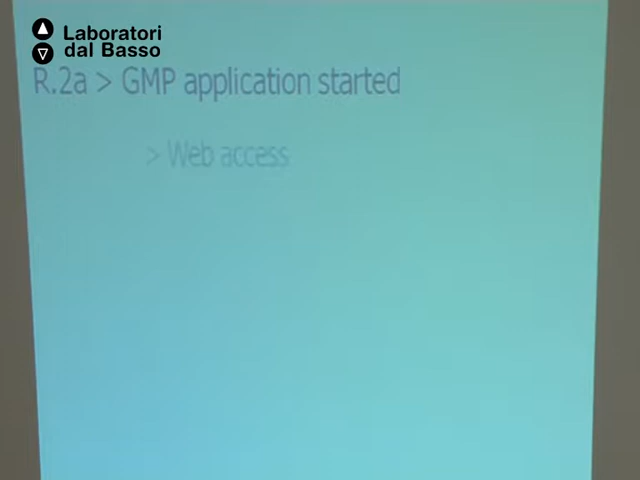 Laboratori
dal Basso
R.2a > GMP application started
> Web access